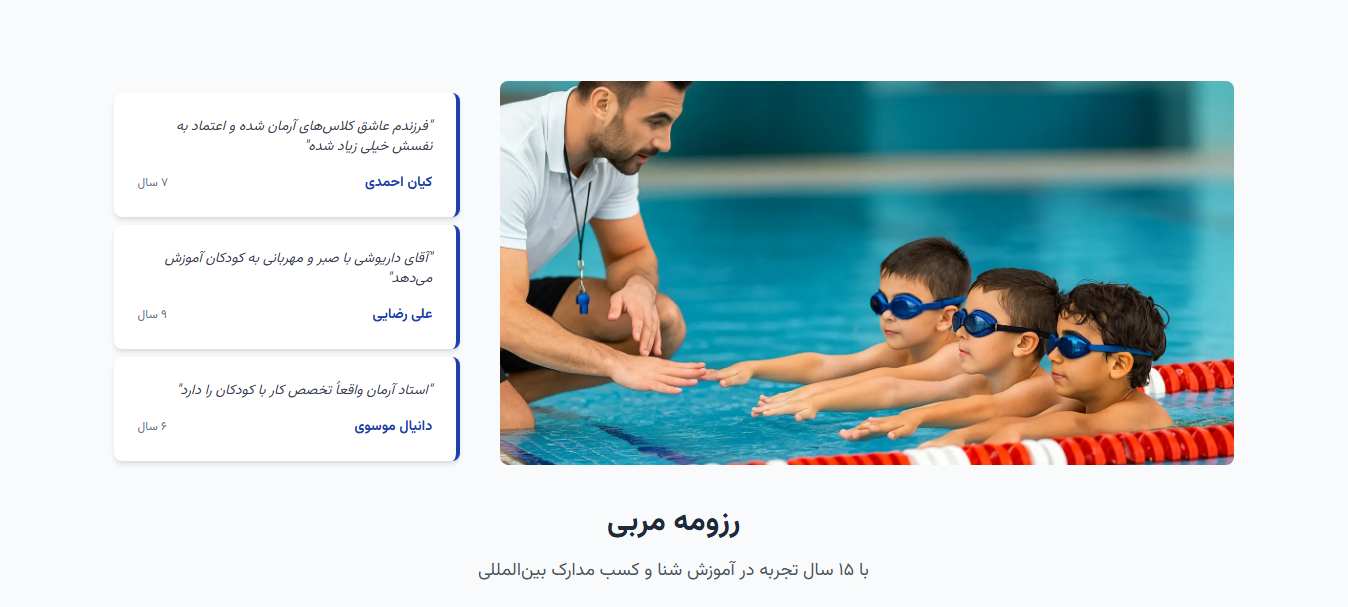 "فرزندم عاشق کلاس‌های آرمان شده و اعتماد به
نفسش خیلی زیاد شده"
کیان احمدی
۷ سال
"آقای داریوشی با صبر و مهربانی به کودکان آموزش
می‌دهد"
علی رضایی
۹ سال
"استاد آرمان واقعاً تخصص کار با کودکان را دارد"
دانیال موسوی
۶ سال
رزومه مربی
با ۱۵ سال تجربه در آموزش شنا و کسب مدارک بین‌المللی